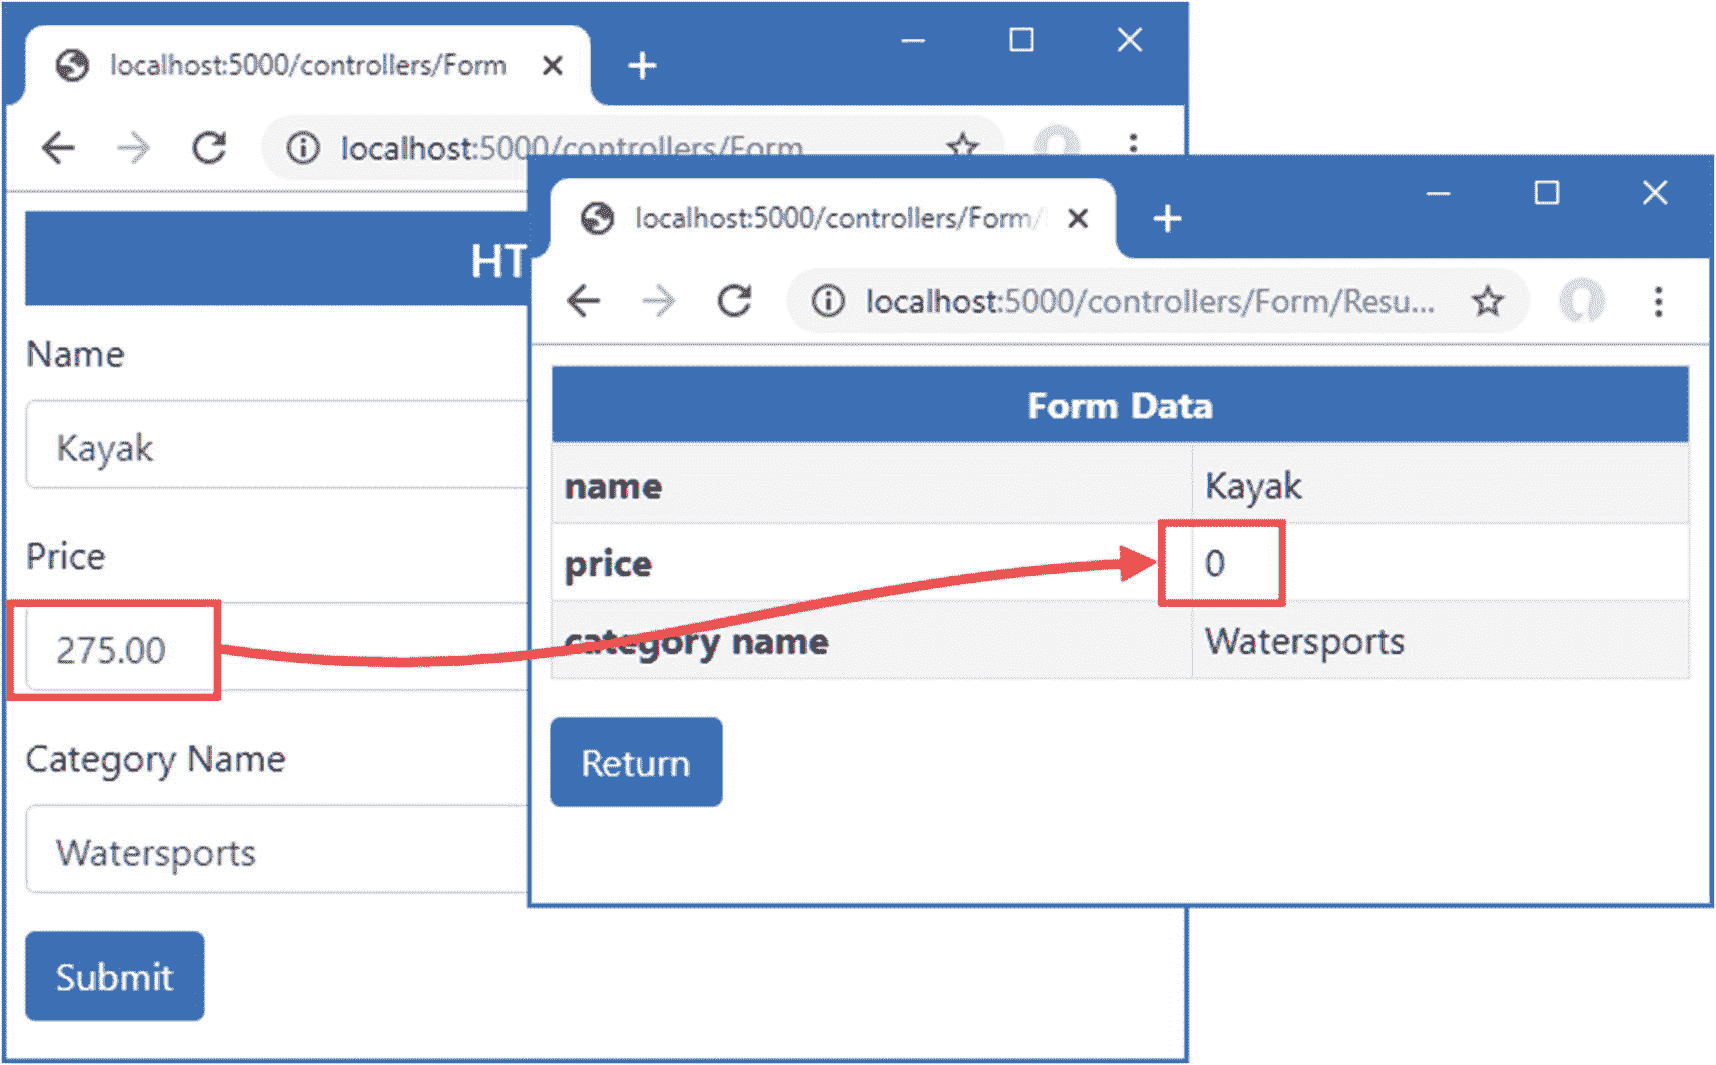 localhost:5000/controllers/Form
localhost:5000/controllers/Form
HT
Name
Kayak
Price
275.00
Category Name
Watersports
Submit
localhost:5000/controllers/Form/
localhost:5000/controllers/Form/Resu...
Form Data
name Kayak
price 0
category name Watersports
Return